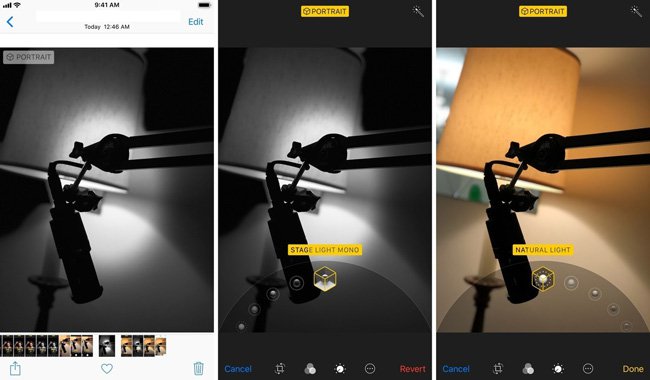 9:41 AM
Today 12:46 AM
Edit
PORTRAIT
PORTRAIT
STAGE LIGHT MONO
Cancel
Revert
PORTRAIT
NATURAL LIGHT
Cancel
Done